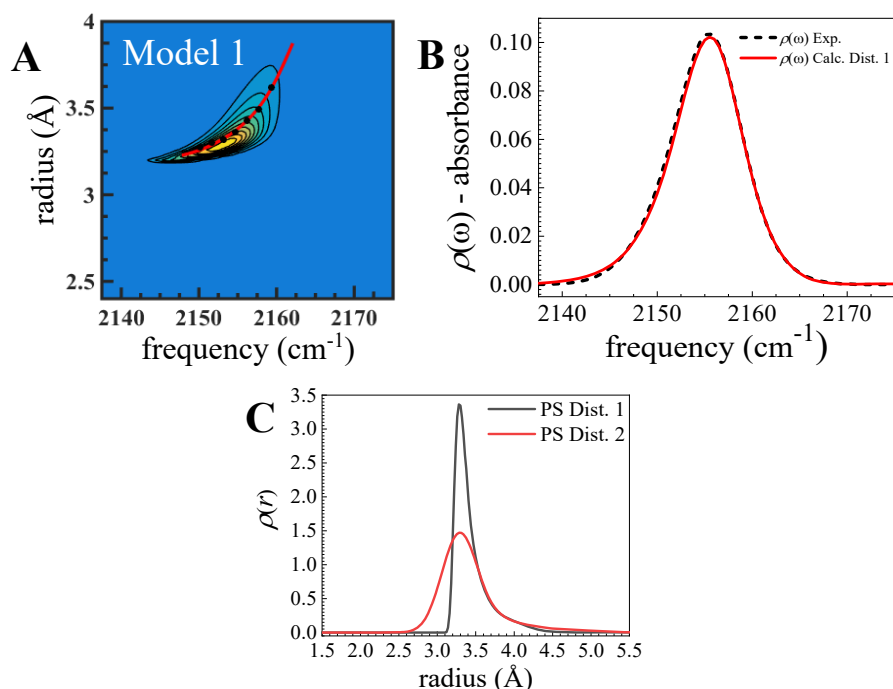 A
Model 1
4
3.5
3
2.5
radius (Å)
2140 2150 2160 2170
frequency (cm⁻¹)
B
ρ(ω) Exp.
ρ(ω) Calc. Dist. 1
0.10
0.08
0.06
0.04
0.02
0.00
ρ(ω) - absorbance
2140 2150 2160 2170
frequency (cm⁻¹)
C
PS Dist. 1
PS Dist. 2
3.5
3.0
2.5
2.0
1.5
1.0
0.5
0.0
ρ(r)
1.5 2.0 2.5 3.0 3.5 4.0 4.5 5.0 5.5
radius (Å)